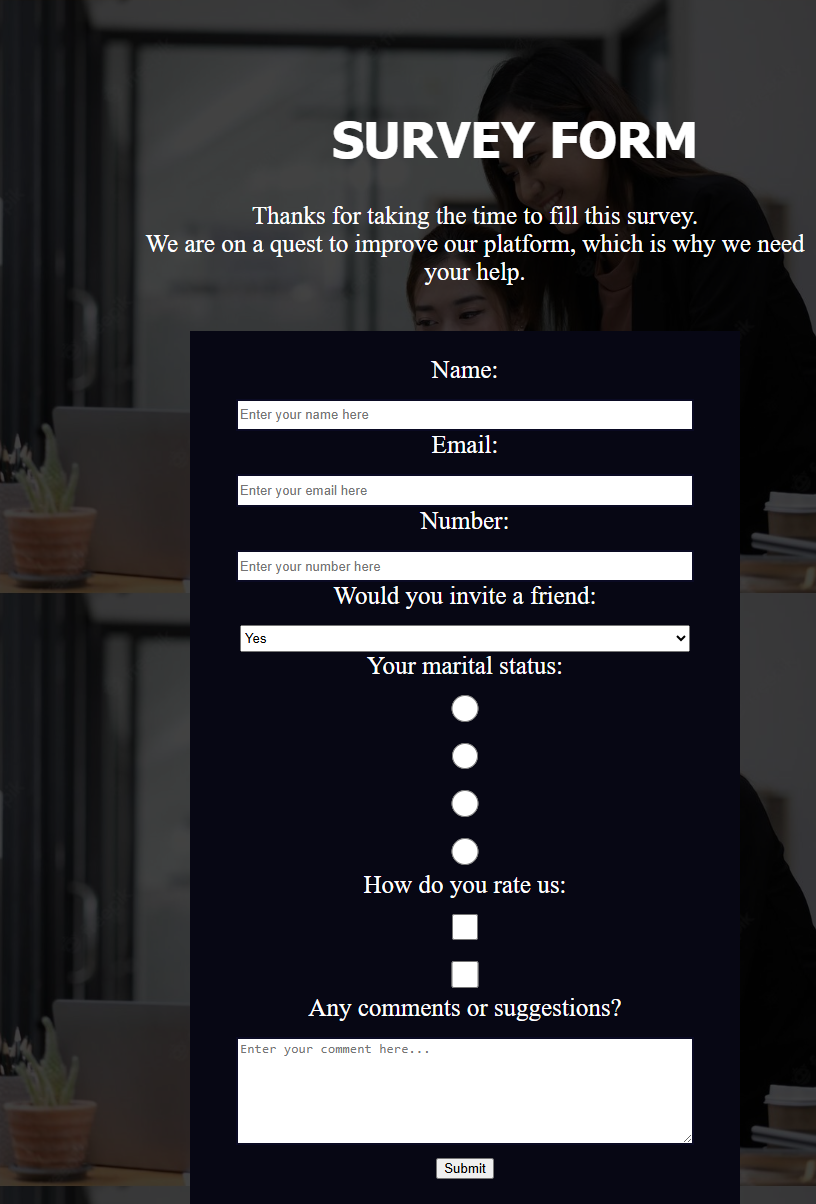 SURVEY FORM
Thanks for taking the time to fill this survey.
We are on a quest to improve our platform, which is why we need
your help.
Name:
Enter your name here
Email:
Enter your email here
Number:
Enter your number here
Would you invite a friend:
Yes
Your marital status:
How do you rate us:
Any comments or suggestions?
Enter your comment here...
Submit